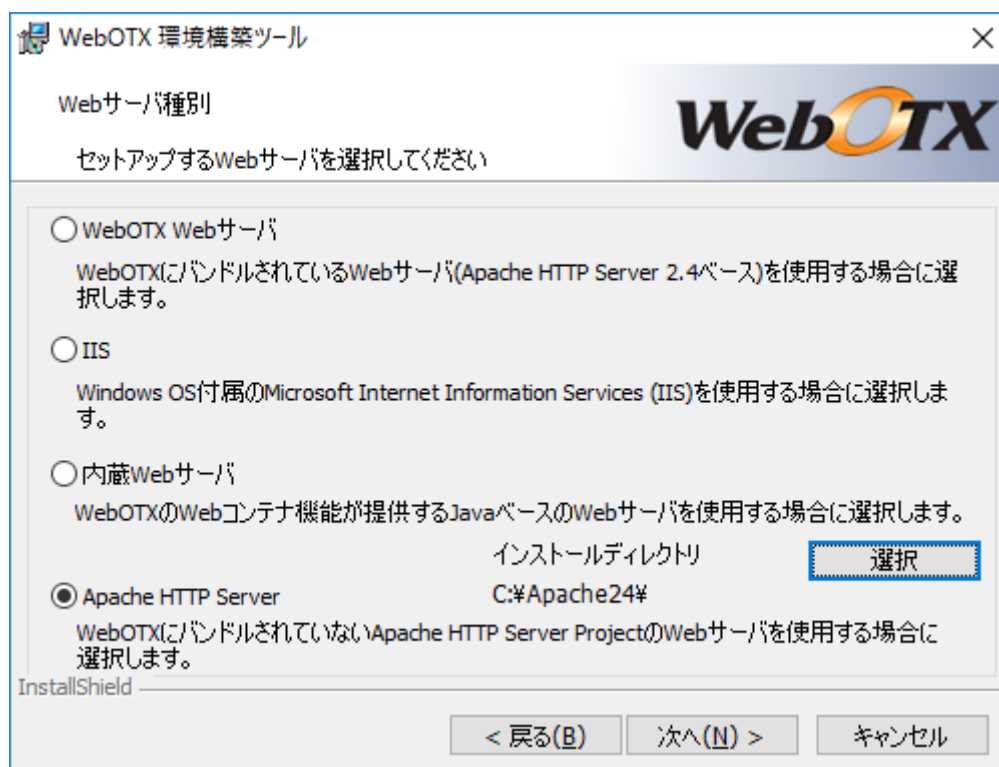 WebOTX 環境構築ツール
Webサーバ種別
WebOTX
セットアップするWebサーバを選択してください
WebOTX Webサーバ
WebOTXにバンドルされているWebサーバ(Apache HTTP Server 2.4ベース)を使用する場合に選
択します。
IIS
Windows OS付属のMicrosoft Internet Information Services (IIS)を使用する場合に選択しま
す。
内蔵Webサーバ
WebOTXのWebコンテナ機能が提供するJavaベースのWebサーバを使用する場合に選択します。
インストールディレクトリ
選択
Apache HTTP Server
C:¥Apache24¥
WebOTXにバンドルされていないApache HTTP Server ProjectのWebサーバを使用する場合に
選択します。
InstallShield
< 戻る(B)
次へ(N) >
キャンセル